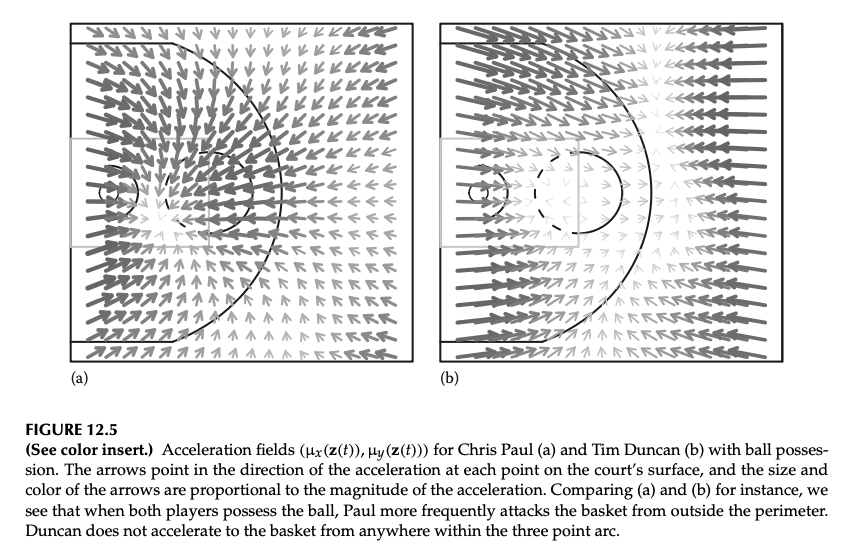 (a)
(b)
FIGURE 12.5
(See color insert.) Acceleration fields (μx(z(t)), μy(z(t))) for Chris Paul (a) and Tim Duncan (b) with ball posses-
sion. The arrows point in the direction of the acceleration at each point on the court’s surface, and the size and
color of the arrows are proportional to the magnitude of the acceleration. Comparing (a) and (b) for instance, we
see that when both players possess the ball, Paul more frequently attacks the basket from outside the perimeter.
Duncan does not accelerate to the basket from anywhere within the three point arc.